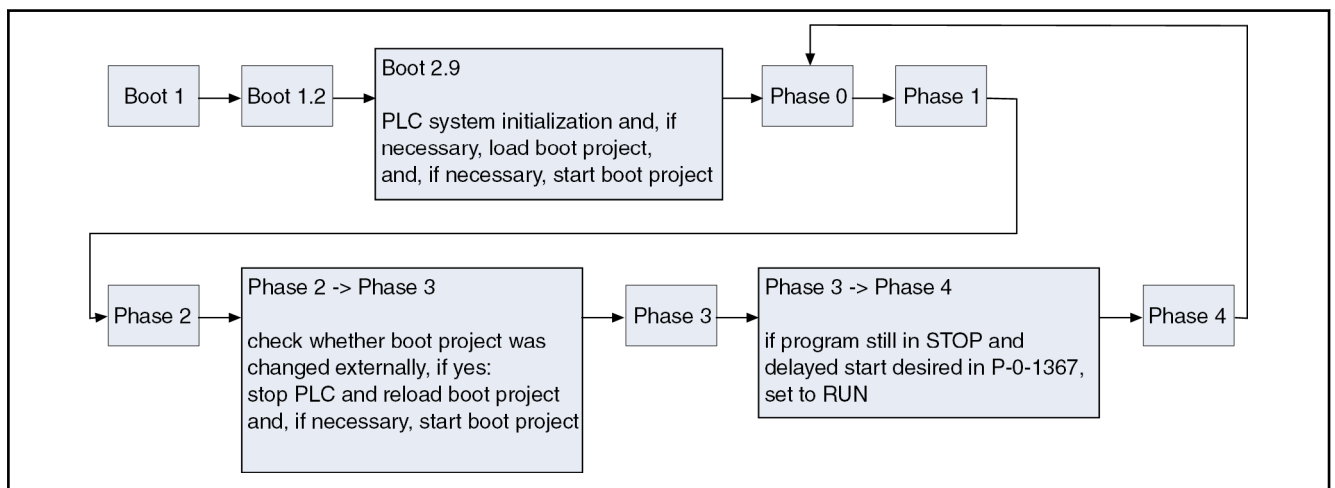 Boot 1
Boot 1.2
Boot 2.9
PLC system initialization and, if
necessary, load boot project,
and, if necessary, start boot project
Phase 0
Phase 1
Phase 2
Phase 2 -> Phase 3
check whether boot project was
changed externally, if yes:
stop PLC and reload boot project
and, if necessary, start boot project
Phase 3
Phase 3 -> Phase 4
if program still in STOP and
delayed start desired in P-0-1367,
set to RUN
Phase 4